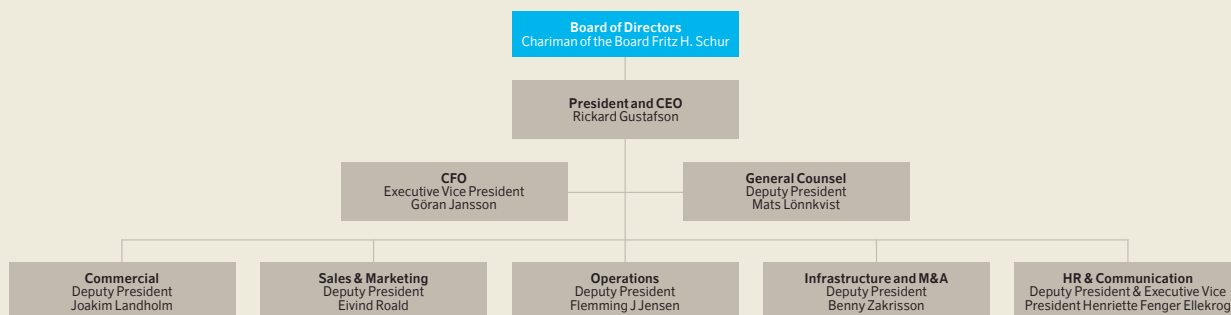 Board of Directors
Chariman of the Board Fritz H. Schur
President and CEO
Rickard Gustafson
CFO
Executive Vice President
Göran Jansson
General Counsel
Deputy President
Mats Lönnkvist
Commercial
Deputy President
Joakim Landholm
Sales & Marketing
Deputy President
Eivind Roald
Operations
Deputy President
Flemming J Jensen
Infrastructure and M&A
Deputy President
Benny Zakrisson
HR & Communication
Deputy President & Executive Vice
President Henriette Fenger Ellekrog